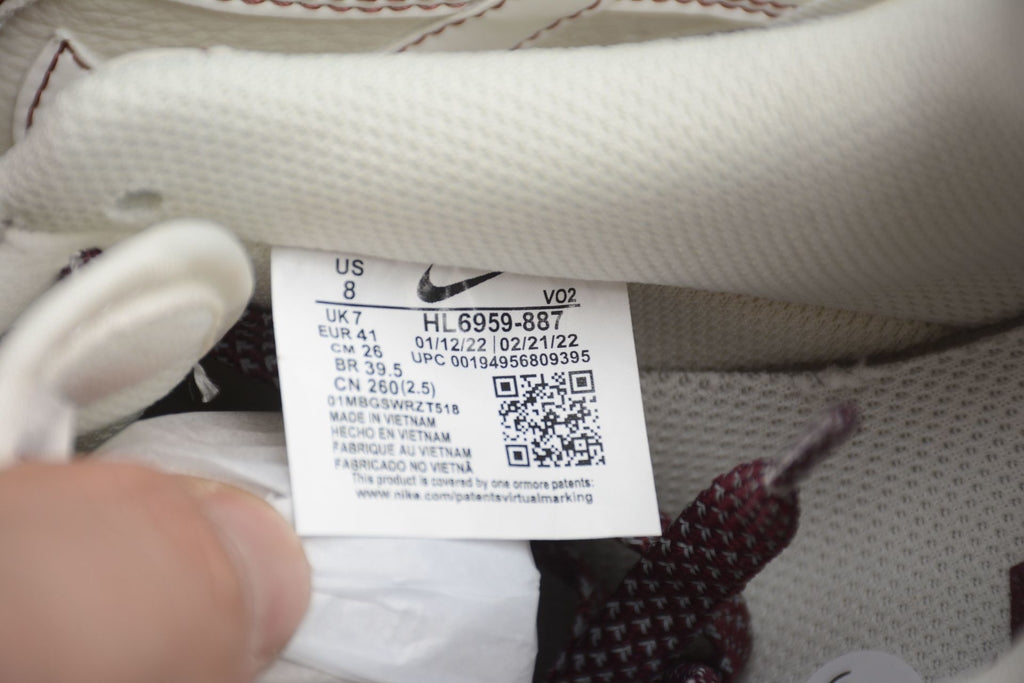 US
8
VO2
UK 7
EUR 41
CM 26
BR 39.5
CN 260(2.5)
HL6959-887
01/12/22 | 02/21/22
UPC 00194956809395
01MBGSWRZT518
MADE IN VIETNAM
HECHO EN VIETNAM
FABRIQUE AU VIETNAM
FABRICADO NO VIETNÃ
This product is covered by one ormore patents:
www.nike.com/patentsvirtualmarking